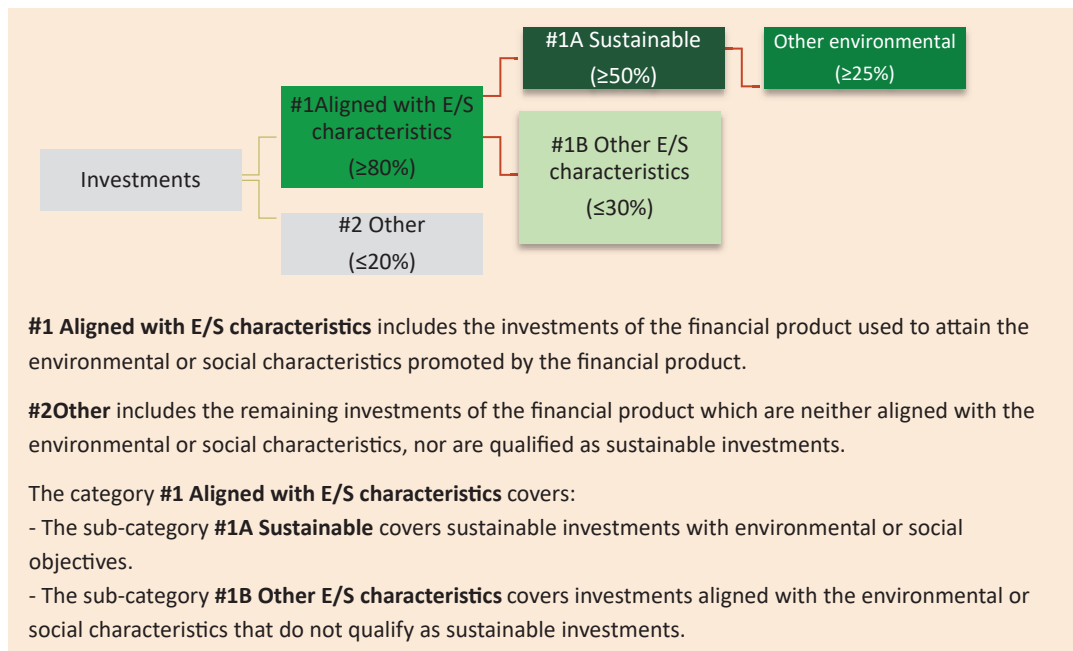 #1A Sustainable
(≥50%)
Other environmental
(≥25%)
#1Aligned with E/S
characteristics
(≥80%)
#1B Other E/S
characteristics
(≤30%)
Investments
#2 Other
(≤20%)
#1 Aligned with E/S characteristics includes the investments of the financial product used to attain the
environmental or social characteristics promoted by the financial product.
#2Other includes the remaining investments of the financial product which are neither aligned with the
environmental or social characteristics, nor are qualified as sustainable investments.
The category #1 Aligned with E/S characteristics covers:
- The sub-category #1A Sustainable covers sustainable investments with environmental or social
objectives.
- The sub-category #1B Other E/S characteristics covers investments aligned with the environmental or
social characteristics that do not qualify as sustainable investments.